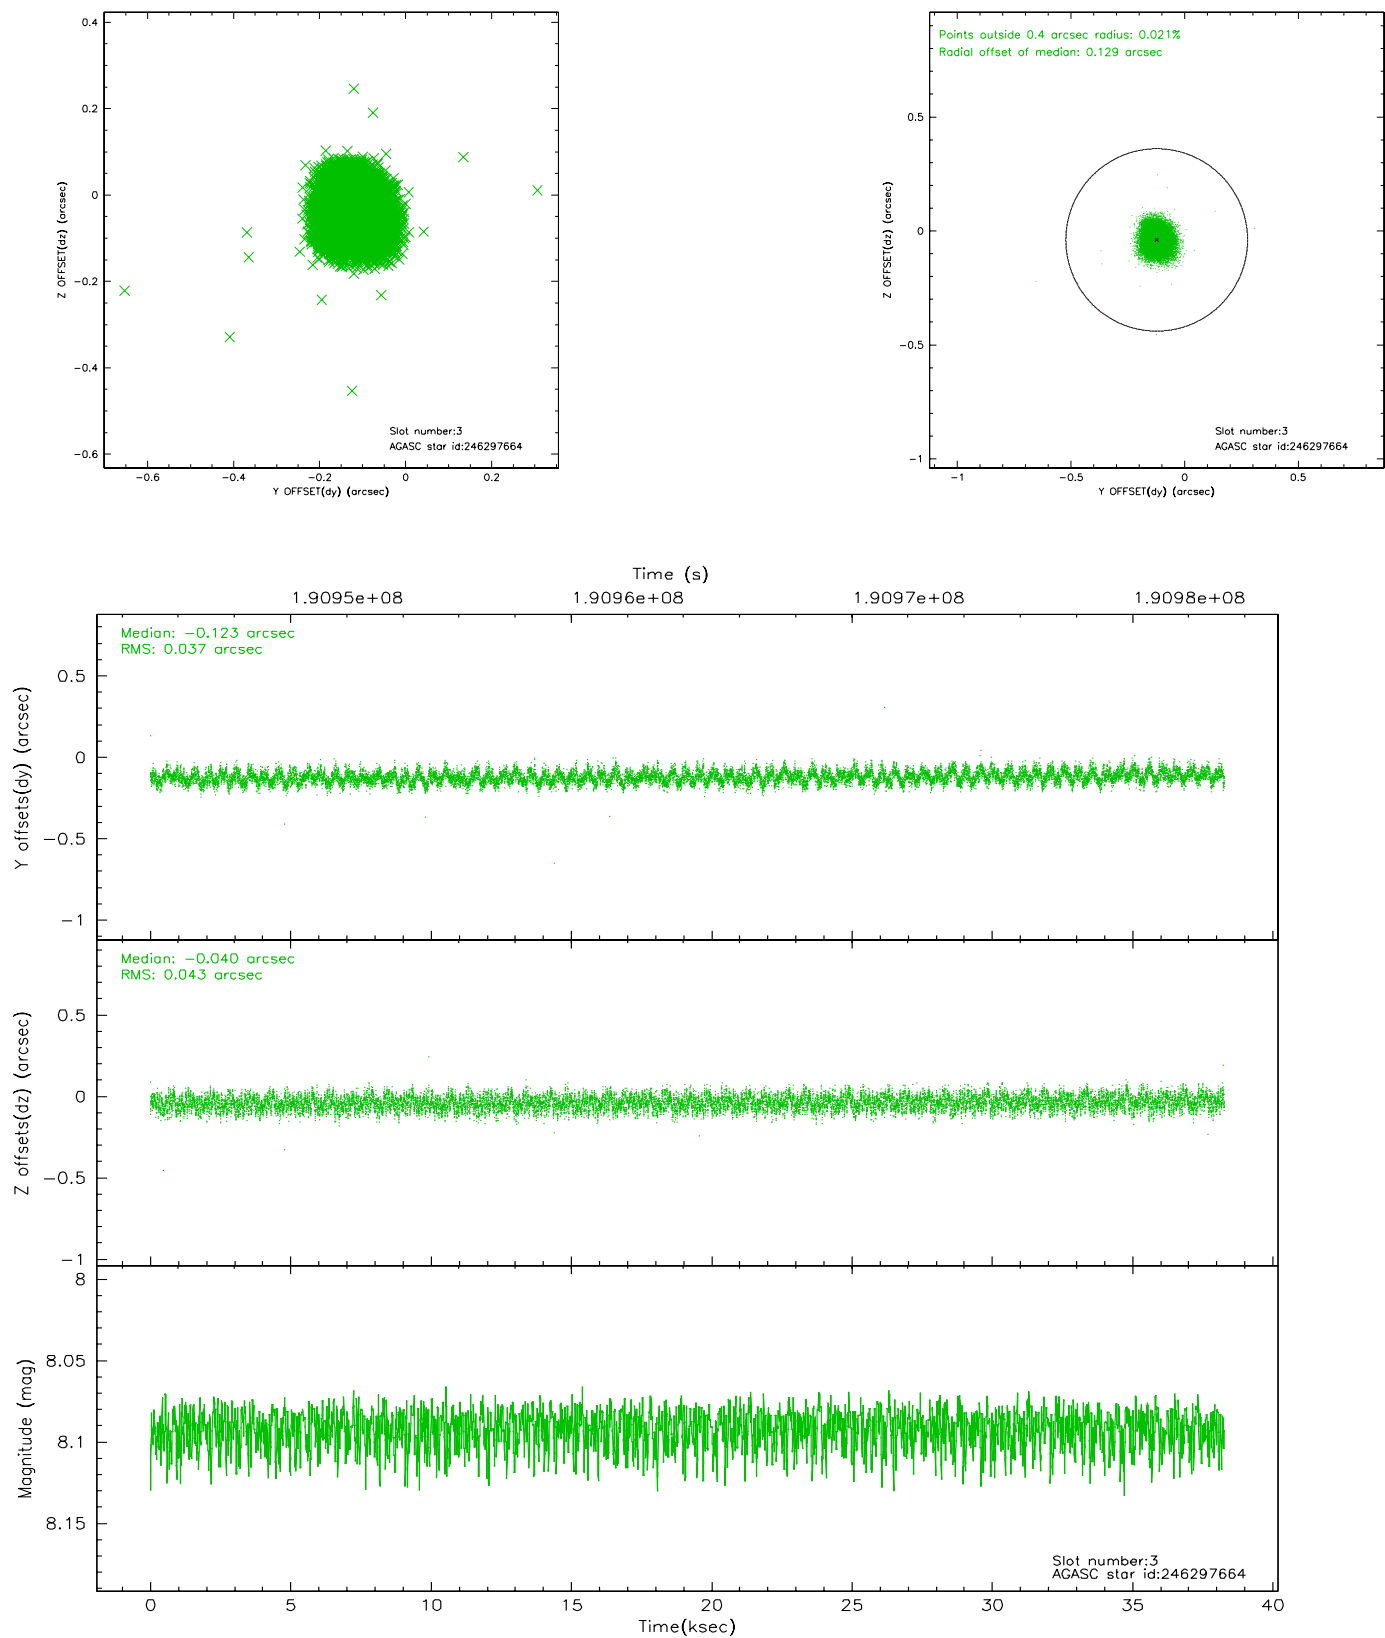 0.4
0.2
0
−0.2
−0.4
−0.6
Z OFFSET(dz) (arcsec)
Slot number:3
AGASC star id:246297664
−0.6
−0.4
−0.2
0
0.2
Y OFFSET(dy) (arcsec)
Points outside 0.4 arcsec radius: 0.021%
Radial offset of median: 0.129 arcsec
0.5
0
−0.5
−1
Z OFFSET(dz) (arcsec)
Slot number:3
AGASC star id:246297664
−1
−0.5
0
0.5
Y OFFSET(dy) (arcsec)
Time (s)
1.9095e+08
1.9096e+08
1.9097e+08
1.9098e+08
Median: −0.123 arcsec
RMS: 0.037 arcsec
0.5
0
−0.5
−1
Y offsets(dy) (arcsec)
Median: −0.040 arcsec
RMS: 0.043 arcsec
0.5
0
−0.5
−1
Z offsets(dz) (arcsec)
8
8.05
8.1
8.15
Magnitude (mag)
Slot number:3
AGASC star id:246297664
0
5
10
15
20
25
30
35
40
Time(ksec)